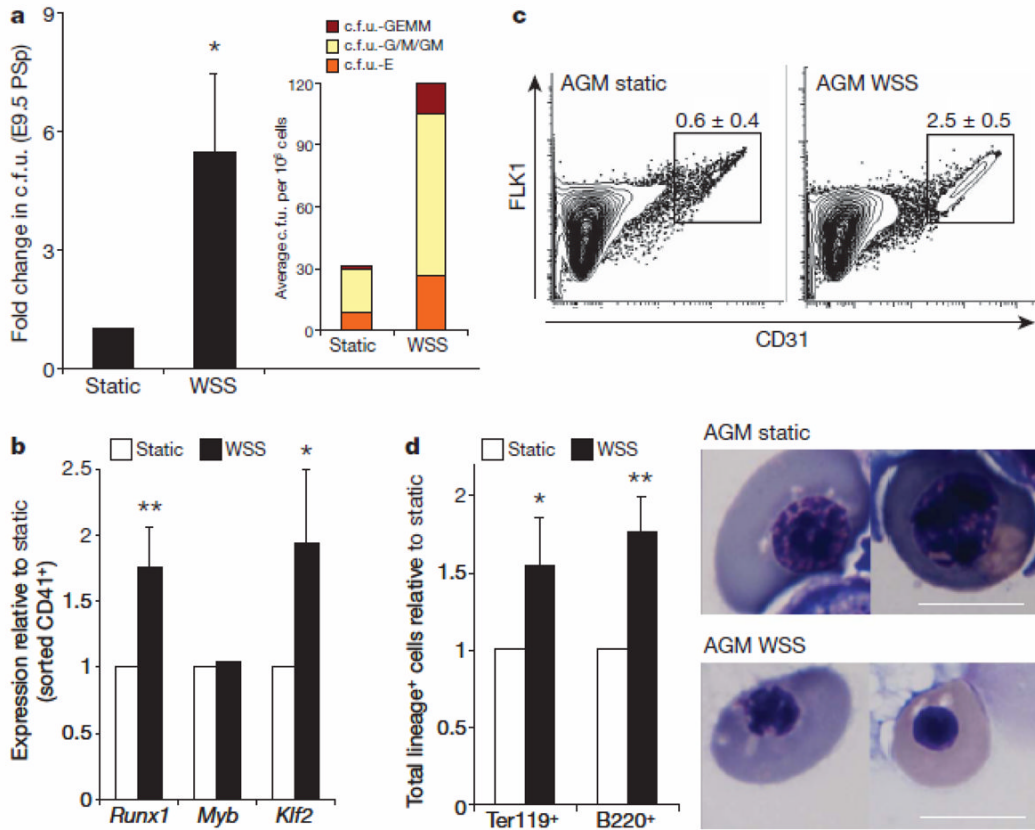 a
Fold change in c.f.u. (E9.5 PSp)
9
6
3
0
*
Static
WSS
c.f.u.-GEMM
c.f.u.-G/M/GM
c.f.u.-E
Average c.f.u. per 10⁶ cells
120
90
60
30
0
Static
WSS
c
AGM static
0.6 ± 0.4
AGM WSS
2.5 ± 0.5
FLK1
CD31
b
Static
WSS
Expression relative to static
(sorted CD41⁺)
2.5
2
1.5
1
0.5
0
**
*
Runx1
Myb
Klf2
d
Static
WSS
Total lineage⁺ cells relative to static
2
1.5
1
0.5
0
*
**
Ter119⁺
B220⁺
AGM static
AGM WSS